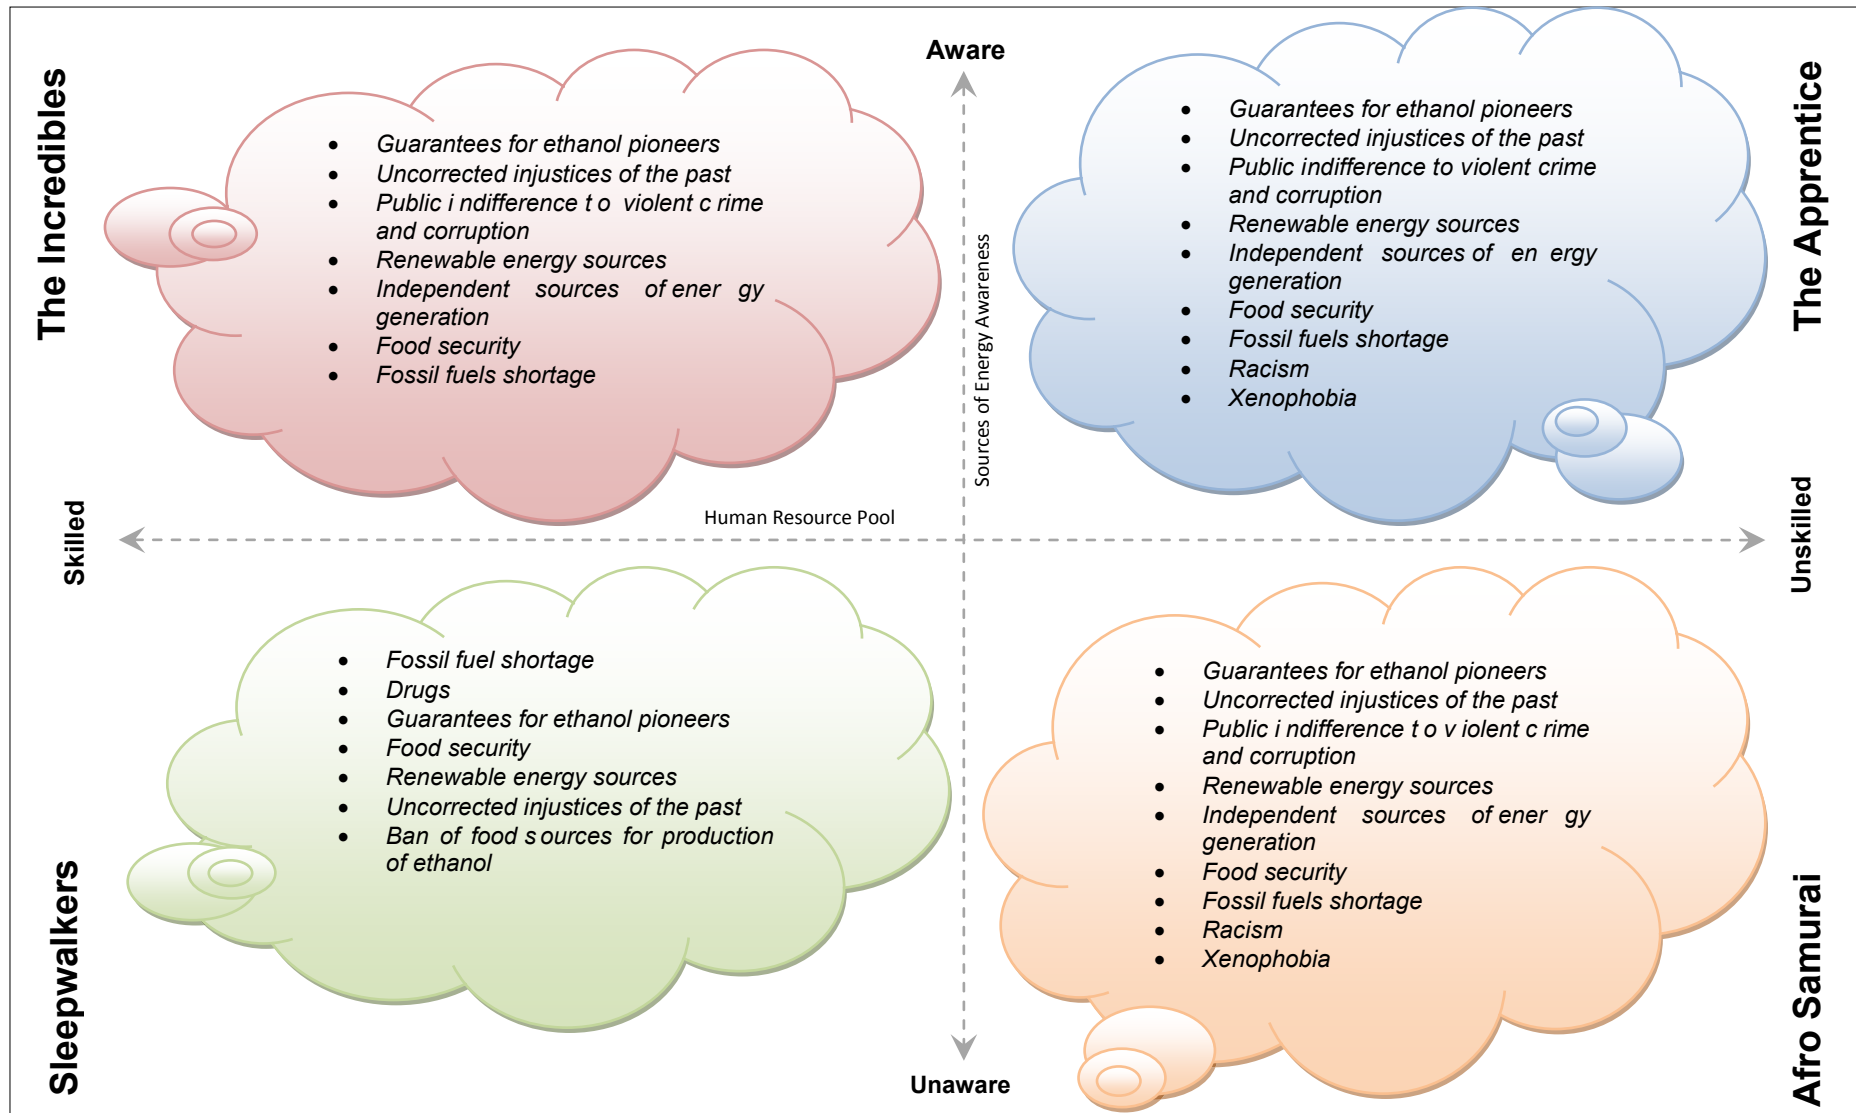 The Incredibles
Aware
The Apprentice
• Guarantees for ethanol pioneers
• Uncorrected injustices of the past
• Public i ndifference t o violent c rime
and corruption
• Renewable energy sources
• Independent sources of ener gy
generation
• Food security
• Fossil fuels shortage
Sources of Energy Awareness
• Guarantees for ethanol pioneers
• Uncorrected injustices of the past
• Public indifference to violent crime
and corruption
• Renewable energy sources
• Independent sources of en ergy
generation
• Food security
• Fossil fuels shortage
• Racism
• Xenophobia
Skilled
Human Resource Pool
Unskilled
• Fossil fuel shortage
• Drugs
• Guarantees for ethanol pioneers
• Food security
• Renewable energy sources
• Uncorrected injustices of the past
• Ban of food s ources for production
of ethanol
• Guarantees for ethanol pioneers
• Uncorrected injustices of the past
• Public i ndifference t o v iolent c rime
and corruption
• Renewable energy sources
• Independent sources of ener gy
generation
• Food security
• Fossil fuels shortage
• Racism
• Xenophobia
Sleepwalkers
Unaware
Afro Samurai